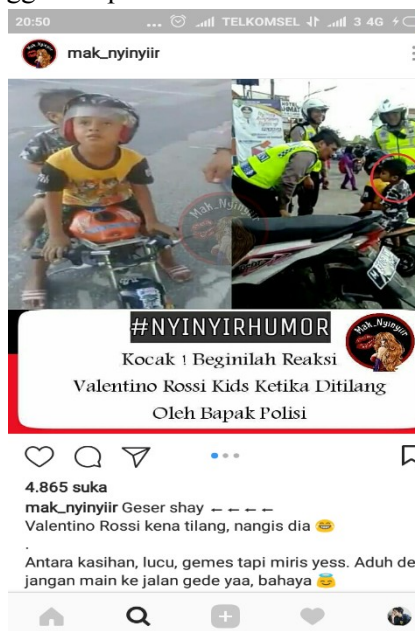 20:50
... TELKOMSEL 3 4G
mak_nyinyiir
Mak_Nyinyiir
#NYINYIRHUMOR
Mak_Nyinyiir
Kocak ! Beginilah Reaksi
Valentino Rossi Kids Ketika Ditilang
Oleh Bapak Polisi
4.865 suka
mak_nyinyiir Geser shay ← ← ← ←
Valentino Rossi kena tilang, nangis dia 😂
.
Antara kasihan, lucu, gemes tapi miris yess. Aduh de
jangan main ke jalan gede yaa, bahaya 😇